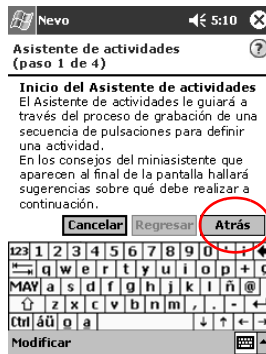 Nevo 5:10
Asistente de actividades ?
(paso 1 de 4)
Inicio del Asistente de actividades
El Asistente de actividades le guiará a
través del proceso de grabación de una
secuencia de pulsaciones para definir
una actividad.
En los consejos del miniasistente que
aparecen al final de la pantalla hallará
sugerencias sobre qué debe realizar a
continuación.
Cancelar Regresar Atrás
123 1 2 3 4 5 6 7 8 9 0
q w e r t y u i o p +
MAY a s d f g h j k l ñ @
z x c v b n m , . -
Ctrl áü o a
Modificar